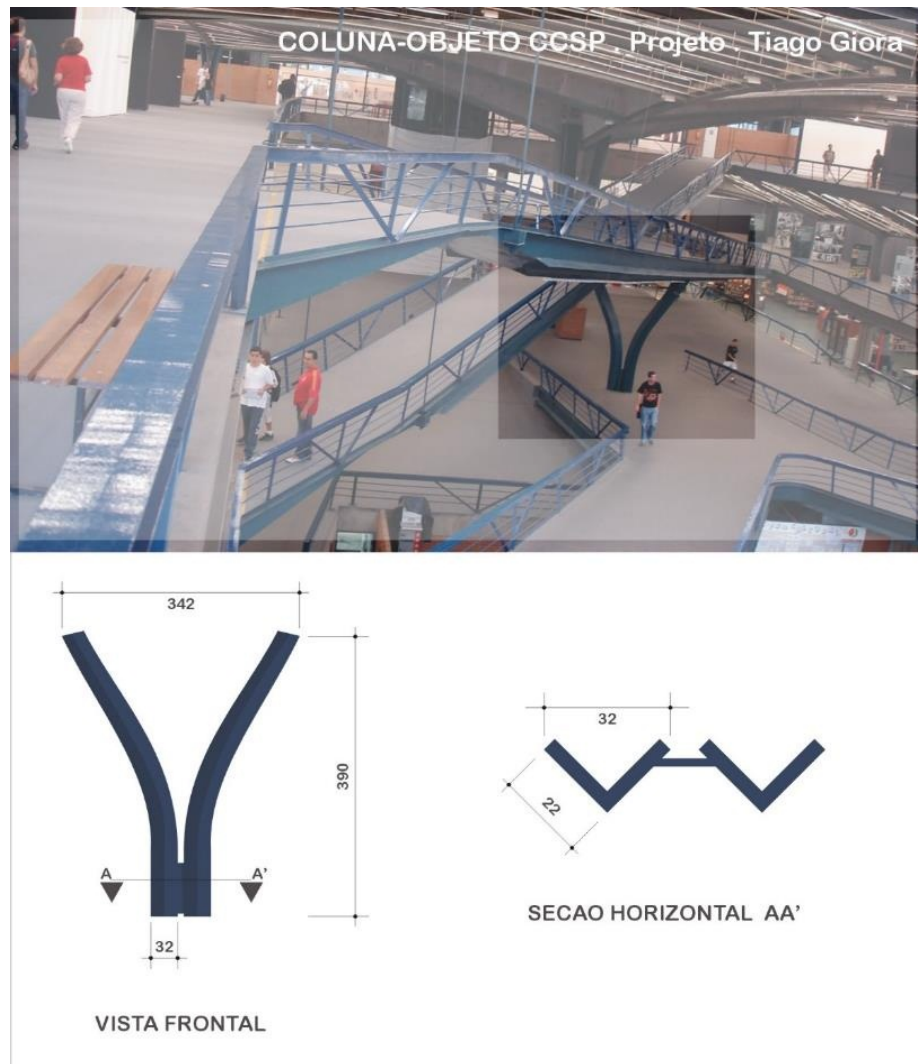 COLUNA-OBJETO CCSP . Projeto . Tiago Giora
342
390
A A'
32
VISTA FRONTAL
32
22
SECAO HORIZONTAL AA'